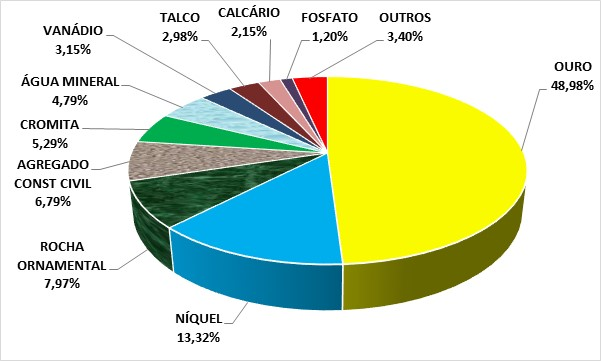 OURO
48,98%
NÍQUEL
13,32%
ROCHA
ORNAMENTAL
7,97%
AGREGADO
CONST CIVIL
6,79%
CROMITA
5,29%
ÁGUA MINERAL
4,79%
VANÁDIO
3,15%
TALCO
2,98%
CALCÁRIO
2,15%
FOSFATO
1,20%
OUTROS
3,40%